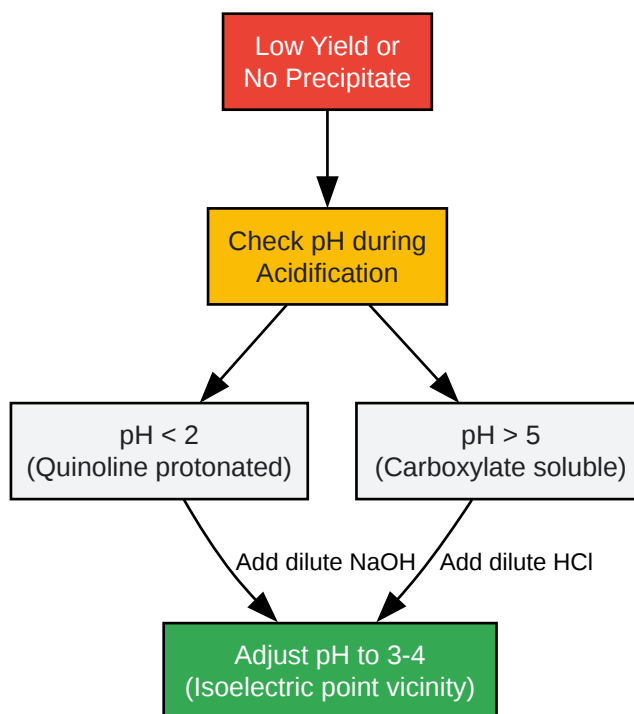 Low Yield or
No Precipitate
Check pH during
Acidification
pH < 2
(Quinoline protonated)
pH > 5
(Carboxylate soluble)
Add dilute NaOH
Add dilute HCl
Adjust pH to 3-4
(Isoelectric point vicinity)